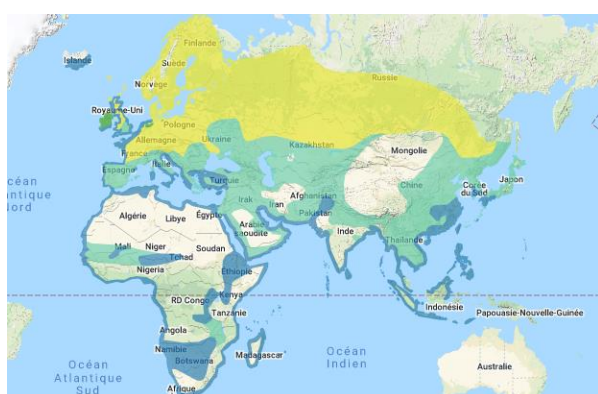 Finlande
Islande
Suède
Russie
Norvège
Royaume-Uni
Pologne
Allemagne
Ukraine
France
Kazakhstan
Mongolie
Italie
Espagne
Turquie
Corée
du Sud
Japon
océan
Atlantique
Nord
Chine
Irak
Iran
Afghanistan
Algérie
Libye
Égypte
Pakistan
Arabie
saoudite
Inde
Mali
Niger
Soudan
Tchad
Thaïlande
Nigeria
Éthiopie
Kenya
RD Congo
Indonésie
Papouasie-Nouvelle-Guinée
Tanzanie
Angola
Namibie
Botswana
Madagascar
Océan
Indien
Australie
Océan
Atlantique
Sud
Afrique